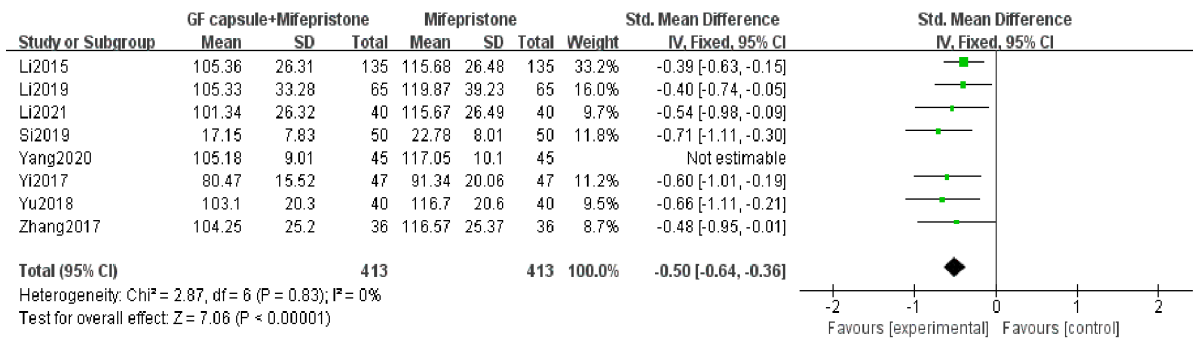 GF capsule+Mifepristone Mifepristone Std. Mean Difference Std. Mean Difference
Study or Subgroup Mean SD Total Mean SD Total Weight IV, Fixed, 95% CI IV, Fixed, 95% CI
Li2015 105.36 26.31 135 115.68 26.48 135 33.2% -0.39 [-0.63, -0.15]
Li2019 105.33 33.28 65 119.87 39.23 65 16.0% -0.40 [-0.74, -0.05]
Li2021 101.34 26.32 40 115.67 26.49 40 9.7% -0.54 [-0.98, -0.09]
Si2019 17.15 7.83 50 22.78 8.01 50 11.8% -0.71 [-1.11, -0.30]
Yang2020 105.18 9.01 45 117.05 10.1 45 Not estimable
Yi2017 80.47 15.52 47 91.34 20.06 47 11.2% -0.60 [-1.01, -0.19]
Yu2018 103.1 20.3 40 116.7 20.6 40 9.5% -0.66 [-1.11, -0.21]
Zhang2017 104.25 25.2 36 116.57 25.37 36 8.7% -0.48 [-0.95, -0.01]
Total (95% CI) 413 413 100.0% -0.50 [-0.64, -0.36]
Heterogeneity: Chi² = 2.87, df = 6 (P = 0.83); I² = 0%
Test for overall effect: Z = 7.06 (P < 0.00001)
-2 -1 0 1 2
Favours [experimental] Favours [control]